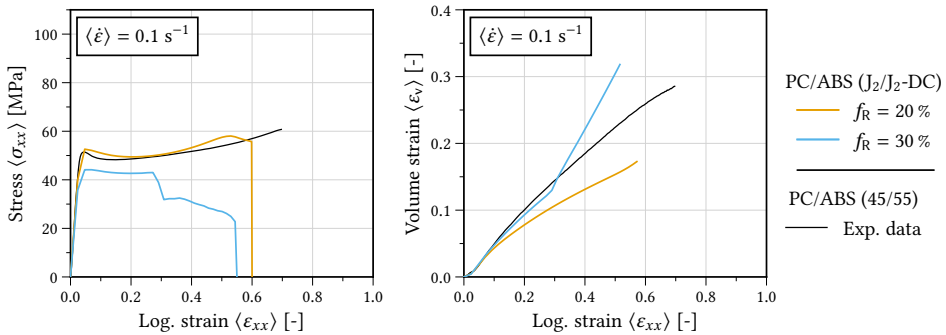 ⟨ε̇⟩ = 0.1 s⁻¹
Stress ⟨σxx⟩ [MPa]
100
80
60
40
20
0
0.0 0.2 0.4 0.6 0.8 1.0
Log. strain ⟨εxx⟩ [-]
⟨ε̇⟩ = 0.1 s⁻¹
Volume strain ⟨εv⟩ [-]
0.4
0.3
0.2
0.1
0.0
0.0 0.2 0.4 0.6 0.8 1.0
Log. strain ⟨εxx⟩ [-]
PC/ABS (J₂/J₂-DC)
fR = 20 %
fR = 30 %
PC/ABS (45/55)
Exp. data